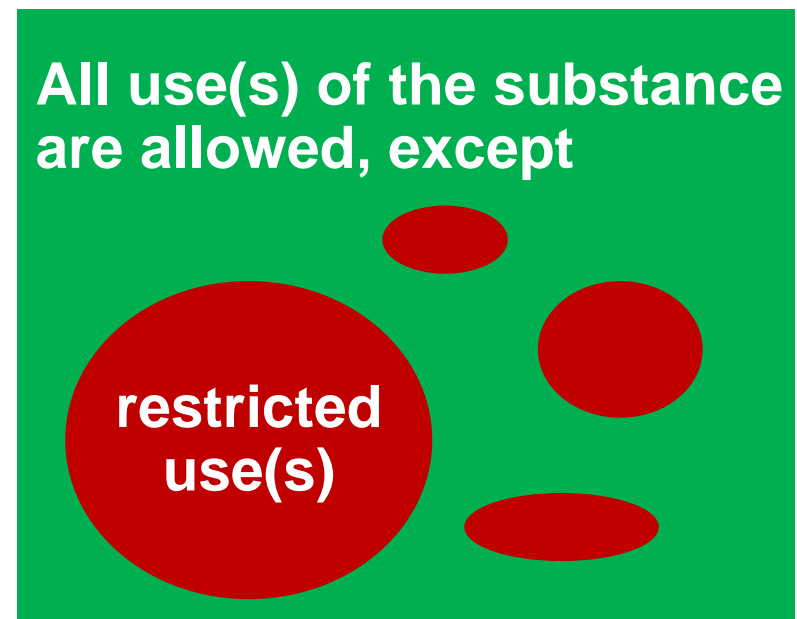 All use(s) of the substance
are allowed, except
restricted
use(s)